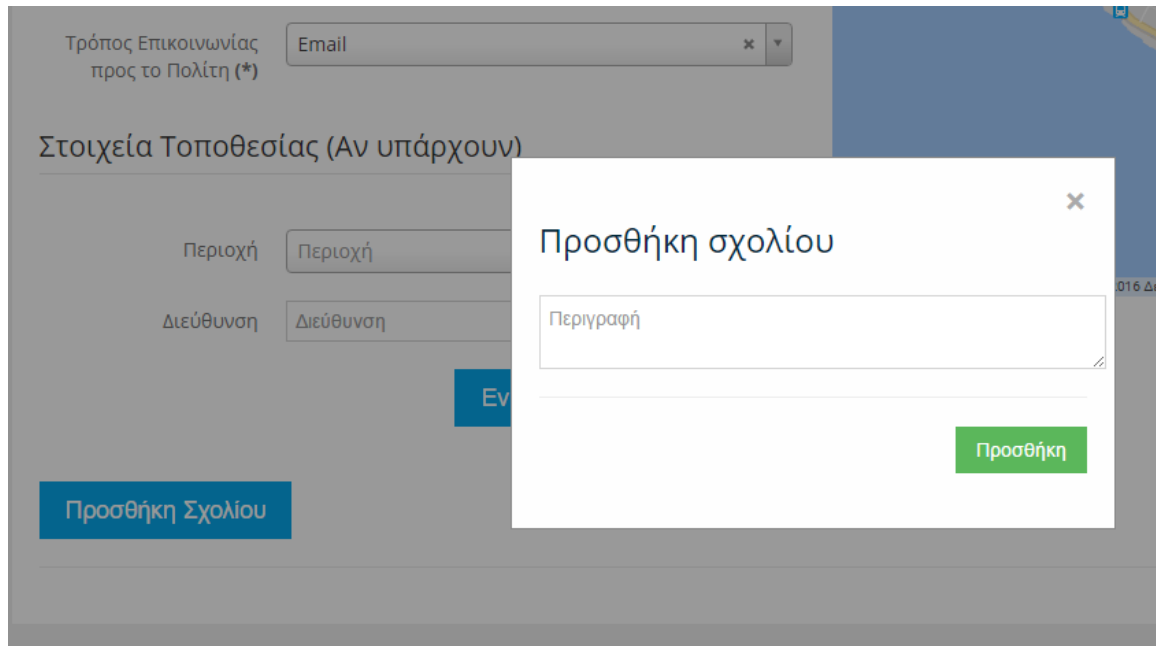 Τρόπος Επικοινωνίας
προς το Πολίτη (*)
Email
Στοιχεία Τοποθεσίας (Αν υπάρχουν)
Περιοχή
Περιοχή
Διεύθυνση
Διεύθυνση
Προσθήκη Σχολίου
Προσθήκη σχολίου
Περιγραφή
Προσθήκη